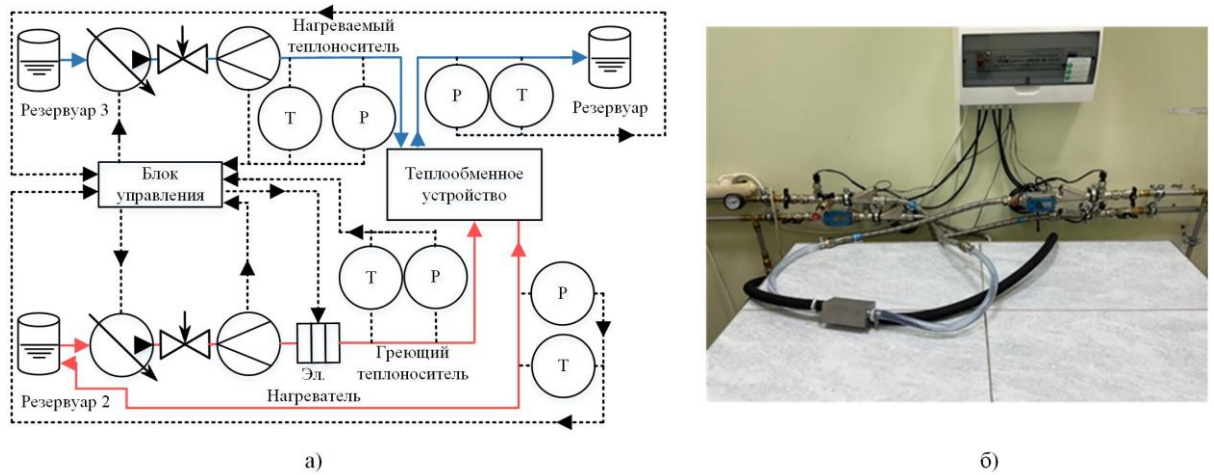 Нагреваемый
теплоноситель
Резервуар 3
T
P
P
T
Резервуар
Блок
управления
Теплообменное
устройство
T
P
P
T
Эл.
Нагреватель
Греющий
теплоноситель
Резервуар 2
а)
б)